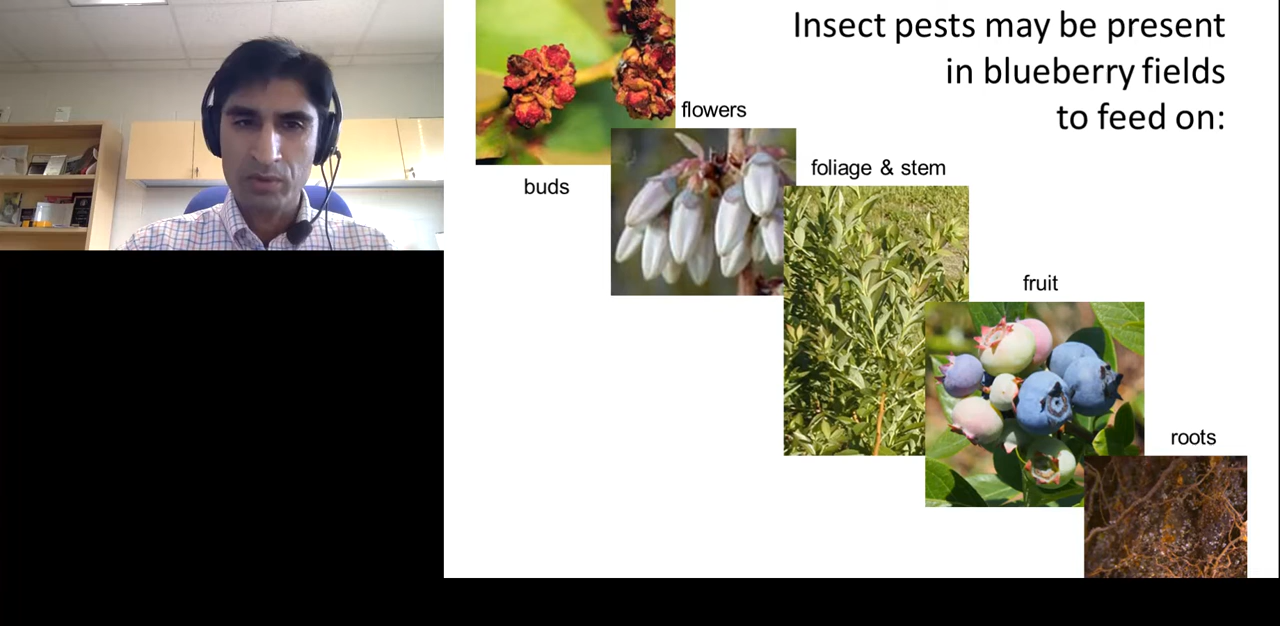 Insect pests may be present
in blueberry fields
to feed on:
buds
flowers
foliage & stem
fruit
roots